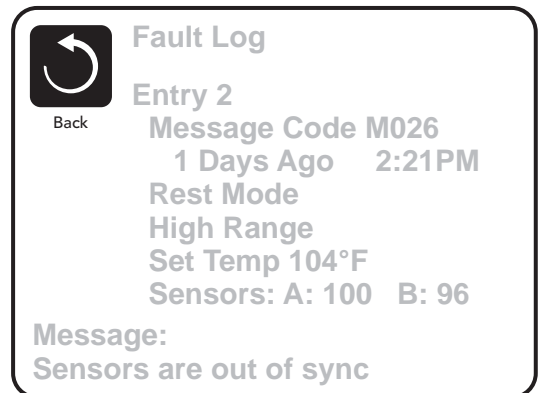 Fault Log
Back
Entry 2
Message Code M026
1 Days Ago 2:21PM
Rest Mode
High Range
Set Temp 104°F
Sensors: A: 100 B: 96
Message:
Sensors are out of sync